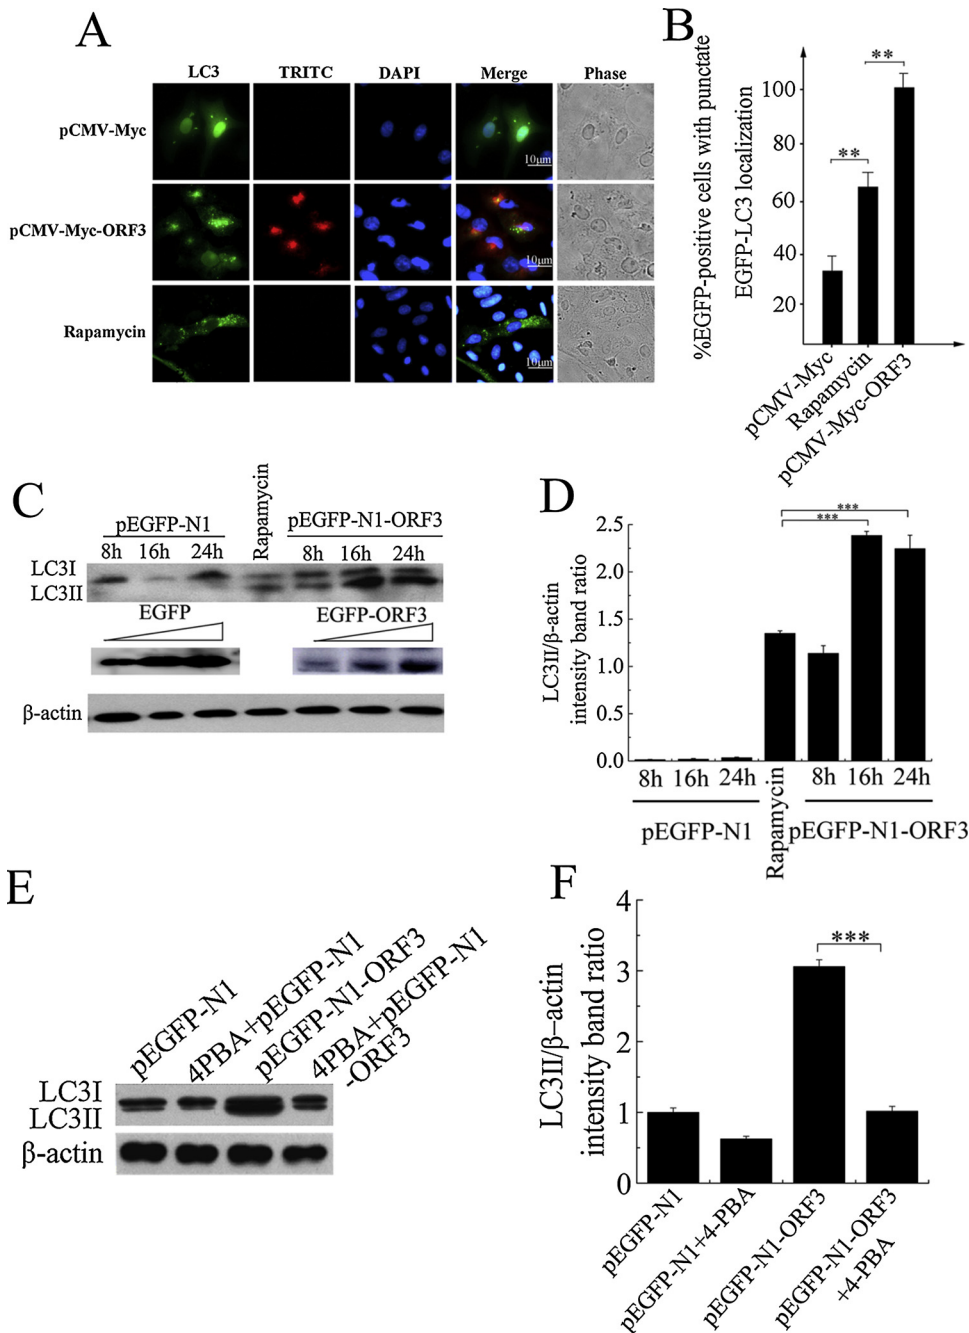 A
LC3 TRITC DAPI Merge Phase
pCMV-Myc
10μm
pCMV-Myc-ORF3
10μm
Rapamycin
10μm
B
%EGFP-positive cells with punctate
EGFP-LC3 localization
100
80
60
40
20
**
**
pCMV-Myc
Rapamycin
pCMV-Myc-ORF3
C
pEGFP-N1
Rapamycin
pEGFP-N1-ORF3
8h 16h 24h 8h 16h 24h
LC3I
LC3II
EGFP EGFP-ORF3
β-actin
D
LC3II/β-actin
intensity band ratio
2.5
2.0
1.5
1.0
0.5
0.0
***
***
8h 16h 24h
Rapamycin
8h 16h 24h
pEGFP-N1
pEGFP-N1-ORF3
E
pEGFP-N1
4PBA+pEGFP-N1
pEGFP-N1-ORF3
4PBA+pEGFP-N1
-ORF3
LC3I
LC3II
β-actin
F
LC3II/β-actin
intensity band ratio
4
3
2
1
0
***
pEGFP-N1
pEGFP-N1+4-PBA
pEGFP-N1-ORF3
pEGFP-N1-ORF3
+4-PBA